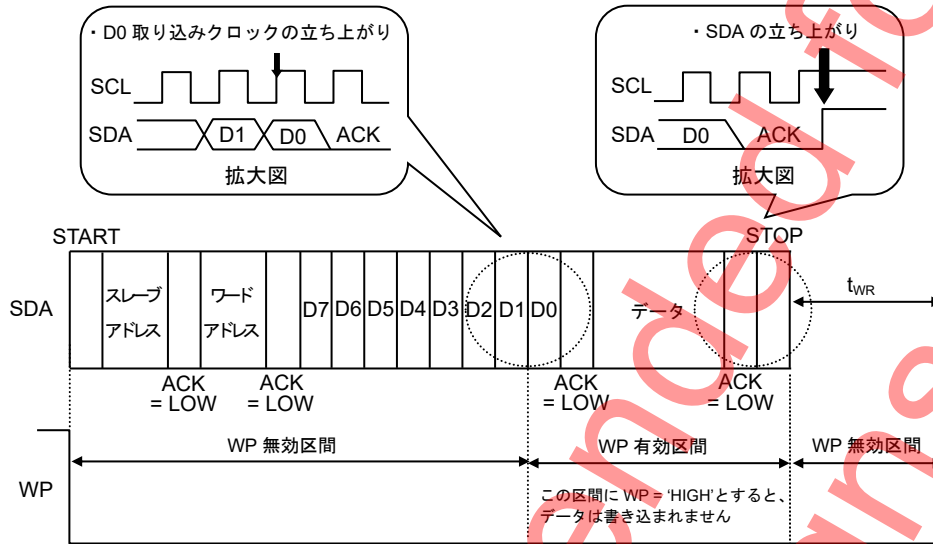 ・D0 取り込みクロックの立ち上がり
SCL
SDA
D1
D0
ACK
拡大図
・SDA の立ち上がり
SCL
SDA
D0
ACK
拡大図
START
STOP
SDA
スレーブ
アドレス
ワード
アドレス
D7
D6
D5
D4
D3
D2
D1
D0
データ
tWR
ACK
= LOW
ACK
= LOW
ACK
= LOW
ACK
= LOW
WP 無効区間
WP 有効区間
WP 無効区間
WP
この区間に WP = 'HIGH'とすると、
データは書き込まれません